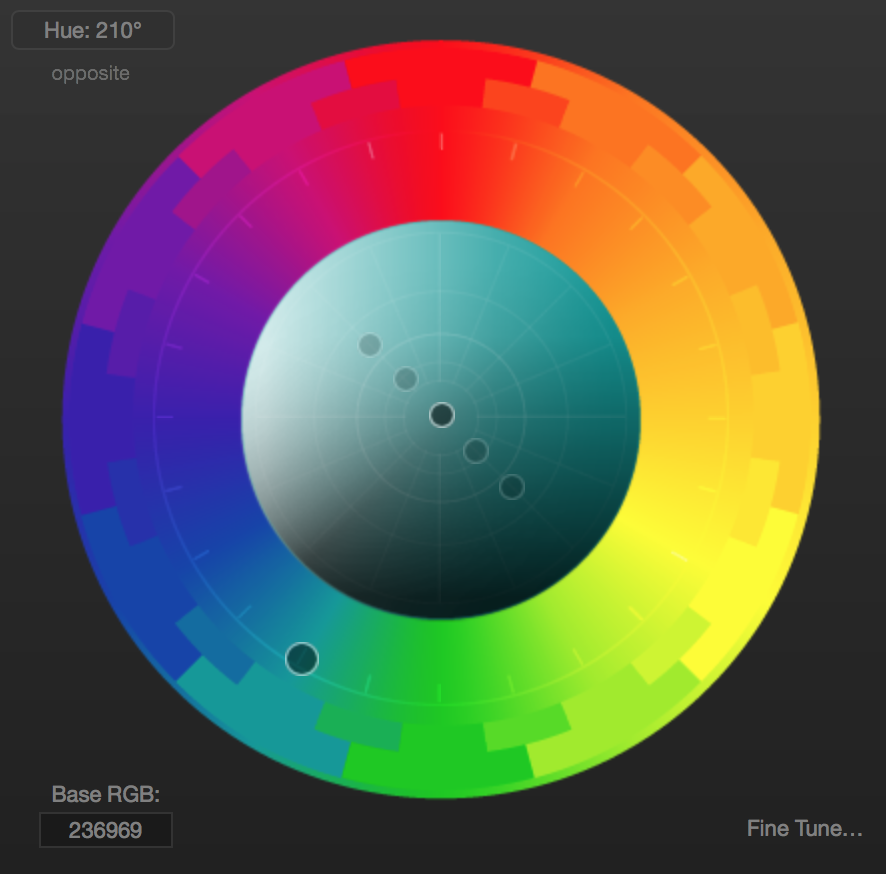 Hue: 210°
opposite
Base RGB:
236969
Fine Tune...